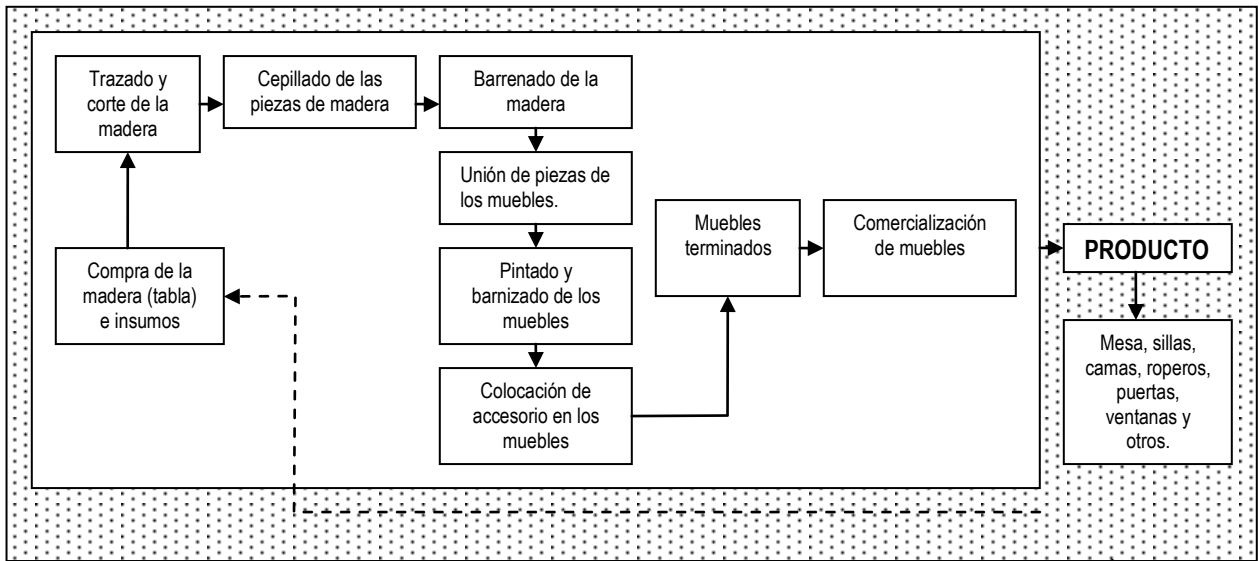 Trazado y
corte de la
madera
Cepillado de las
piezas de madera
Barrenado de la
madera
Unión de piezas de
los muebles.
Pintado y
barnizado de los
muebles
Colocación de
accesorio en los
muebles
Compra de la
madera (tabla)
e insumos
Muebles
terminados
Comercialización
de muebles
PRODUCTO
Mesa, sillas,
camas, roperos,
puertas,
ventanas y
otros.